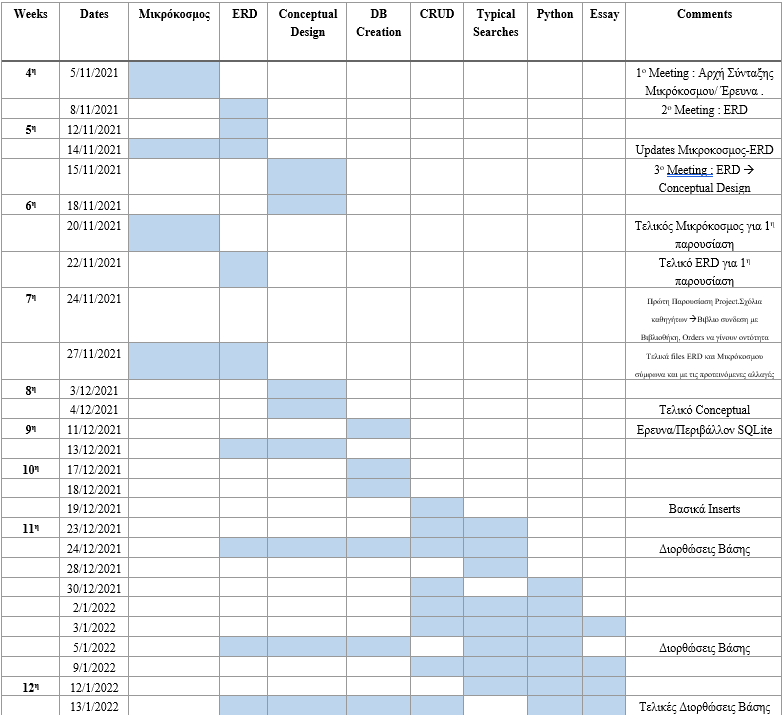 Weeks Dates Μικρόκοσμος ERD Conceptual Design DB Creation CRUD Typical Searches Python Essay Comments
4η 5/11/2021 1ο Meeting : Αρχή Σύνταξης
Μικρόκοσμου/ Έρευνα .
8/11/2021 2ο Meeting : ERD
5η 12/11/2021
14/11/2021 Updates Μικροκοσμος-ERD
15/11/2021 3ο Meeting : ERD →
Conceptual Design
6η 18/11/2021
20/11/2021 Τελικός Μικρόκοσμος για 1η
παρουσίαση
22/11/2021 Τελικό ERD για 1η
παρουσίαση
7η 24/11/2021 Πρώτη Παρουσίαση Project.Σχόλια
καθηγήτων →Βιβλιο συνδεση με
Βιβλιοθήκη, Orders να γίνουν οντότητα
27/11/2021 Τελικά files ERD και Μικρόκοσμου
σύμφωνα και με τις προτεινόμενες αλλαγές
8η 3/12/2021
4/12/2021 Τελικό Conceptual
9η 11/12/2021 Ερευνα/Περιβάλλον SQLite
13/12/2021
10η 17/12/2021
18/12/2021
19/12/2021 Βασικά Inserts
11η 23/12/2021
24/12/2021 Διορθώσεις Βάσης
28/12/2021
30/12/2021
2/1/2022
3/1/2022
5/1/2022 Διορθώσεις Βάσης
9/1/2022
12η 12/1/2022
13/1/2022 Τελικές Διορθώσεις Βάσης